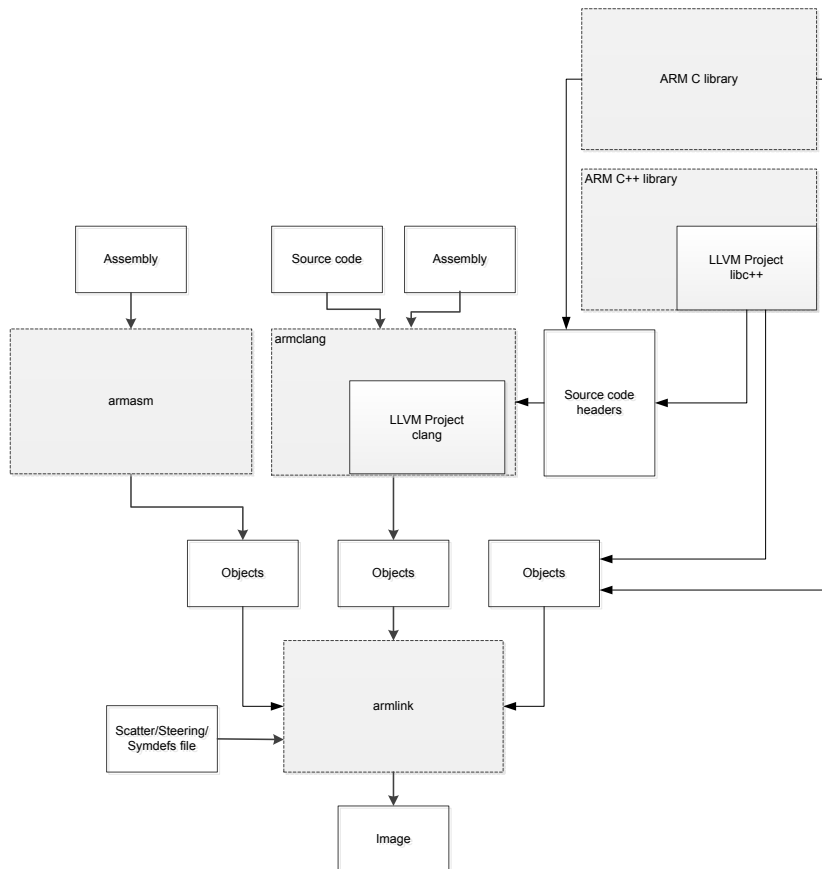 ARM C library
ARM C++ library
LLVM Project
libc++
Assembly
Source code
Assembly
armclang
armasm
LLVM Project
clang
Source code
headers
Objects
Objects
Objects
armlink
Scatter/Steering/
Symdefs file
Image